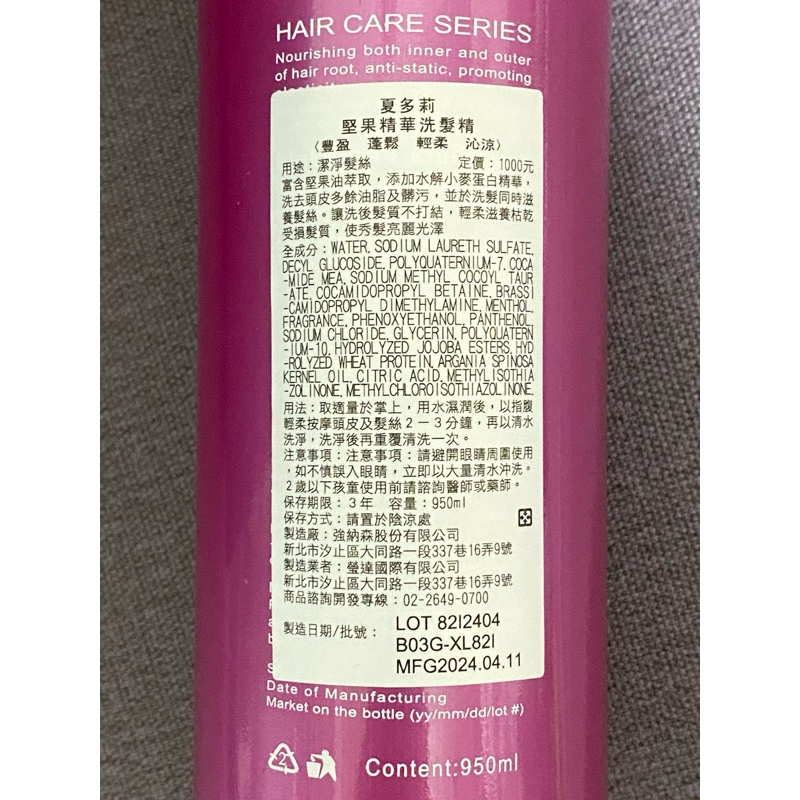 HAIR CARE SERIES
Nourishing both inner and outer
of hair root, anti-static, promoting
夏多莉
堅果精華洗髮精
〈豐盈 蓬鬆 輕柔 沁涼〉
用途：潔淨髮絲 定價：1000元
富含堅果油萃取，添加水解小麥蛋白精華，
洗去頭皮多餘油脂及髒污，並於洗髮同時滋
養髮絲。讓洗後髮質不打結，輕柔滋養枯乾
受損髮質，使秀髮亮麗光澤
全成分：WATER, SODIUM LAURETH SULFATE,
DECYL GLUCOSIDE, POLYQUATERNIUM-7, COCA
-MIDE MEA, SODIUM METHYL COCOYL TAUR
-ATE, COCAMIDOPROPYL BETAINE, BRASSI
-CAMIDOPROPYL DIMETHYLAMINE, MENTHOL,
FRAGRANCE, PHENOXYETHANOL, PANTHENOL,
SODIUM CHLORIDE, GLYCERIN, POLYQUATERN
-IUM-10, HYDROLYZED JOJOBA ESTERS, HYD
-ROLYZED WHEAT PROTEIN, ARGANIA SPINOSA
KERNEL OIL, CITRIC ACID, METHYLISOTHIA
-ZOLINONE, METHYLCHLOROISOTHIAZOLINONE.
用法：取適量於掌上，用水濕潤後，以指腹
輕柔按摩頭皮及髮絲2－3分鐘，再以清水
洗淨，洗淨後再重覆清洗一次。
注意事項：注意事項：請避開眼睛周圍使用
，如不慎誤入眼睛，立即以大量清水沖洗。
2歲以下孩童使用前請諮詢醫師或藥師。
保存期限：3年 容量：950ml
保存方式：請置於陰涼處
製造廠：強納森股份有限公司
新北市汐止區大同路一段337巷16弄9號
製造業者：瑩達國際有限公司
新北市汐止區大同路一段337巷16弄9號
商品諮詢開發專線：02-2649-0700
製造日期/批號：
LOT 82I2404
B03G-XL82I
MFG2024.04.11
Date of Manufacturing
Market on the bottle (yy/mm/dd/lot #)
2
Content:950ml